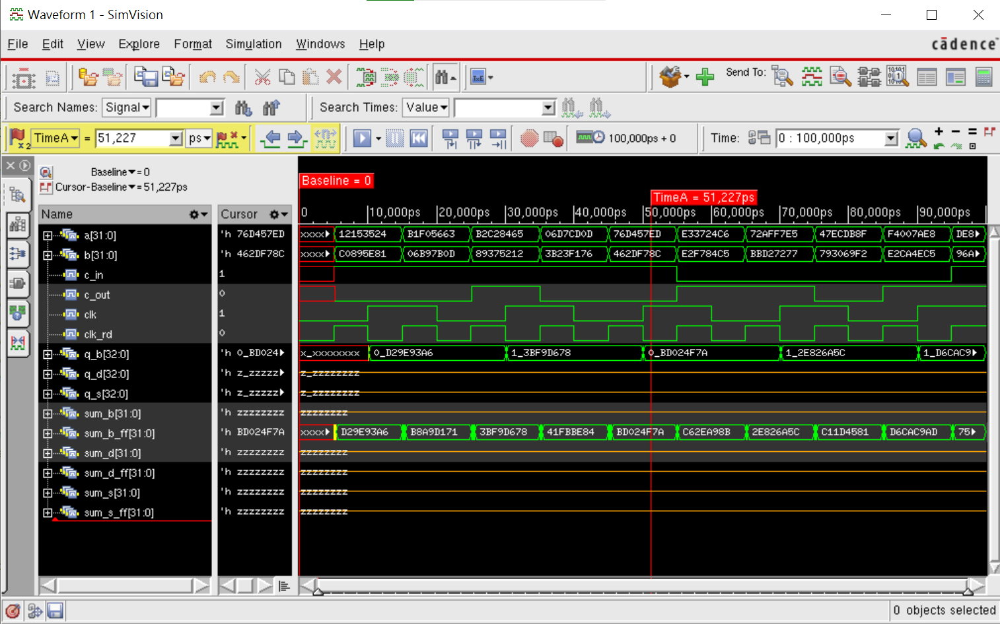 Waveform 1 - SimVision
File Edit View Explore Format Simulation Windows Help
cādence
Send To:
Search Names: Signal
Search Times: Value
x2 TimeA = 51,227 ps
100,000ps + 0
Time: 0 : 100,000ps
Baseline = 0
Cursor-Baseline = 51,227ps
Baseline = 0
TimeA = 51,227ps
Name Cursor
0 10,000ps 20,000ps 30,000ps 40,000ps 50,000ps 60,000ps 70,000ps 80,000ps 90,000ps
a[31:0] 'h 76D457ED xxxx 12153524 B1F05663 B2C28465 06D7CD0D 76D457ED E33724C6 72AFF7E5 47ECDB8F F4007AE8 DE8
b[31:0] 'h 462DF78C xxxx C0895E81 06B97B0D 89375212 3B23F176 462DF78C E2F784C5 BBD27277 793069F2 E2CA4EC5 96A
c_in 1
c_out 0
clk 1
clk_rd 0
q_b[32:0] 'h 0_BD024 x_xxxxxxxx 0_D29E93A6 1_3BF9D678 0_BD024F7A 1_2E826A5C 1_D6CAC9
q_d[32:0] 'h z_zzzzz z_zzzzzzzz
q_s[32:0] 'h z_zzzzz z_zzzzzzzz
sum_b[31:0] 'h zzzzzzzz zzzzzzzz
sum_b_ff[31:0] 'h BD024F7A xxxx D29E93A6 B8A9D171 3BF9D678 41FBBE84 BD024F7A C62EA98B 2E826A5C C11D4581 D6CAC9AD 75
sum_d[31:0] 'h zzzzzzzz zzzzzzzz
sum_d_ff[31:0] 'h zzzzzzzz zzzzzzzz
sum_s[31:0] 'h zzzzzzzz zzzzzzzz
sum_s_ff[31:0] 'h zzzzzzzz zzzzzzzz
0 objects selected